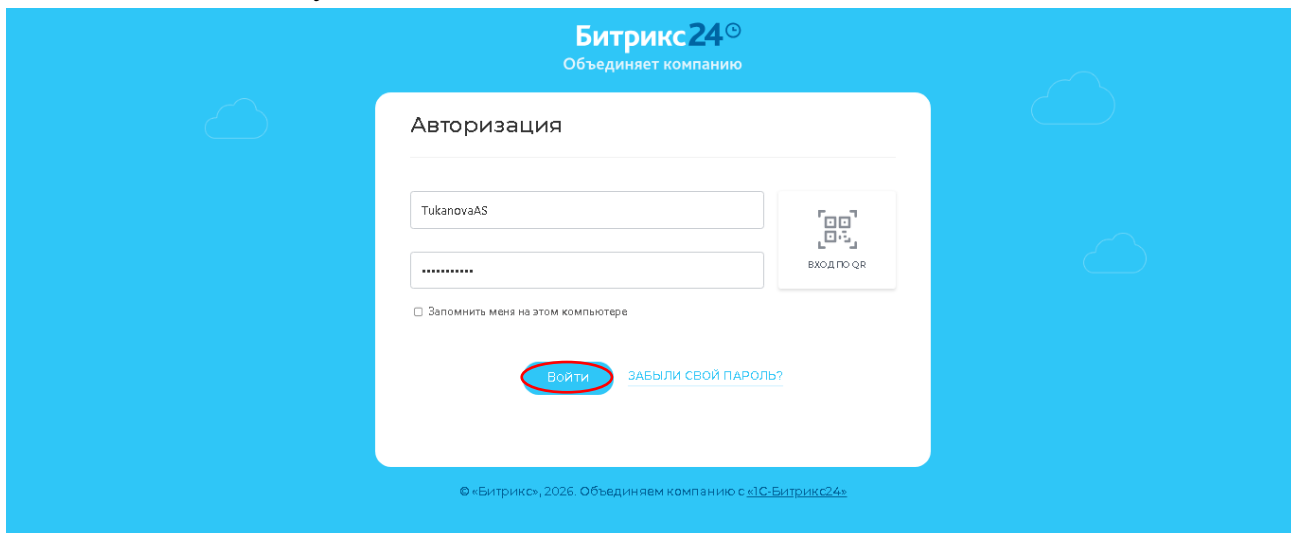 Битрикс24
Объединяет компанию
Авторизация
TukanovaAS
•••••••••••
ВХОД ПО QR
Запомнить меня на этом компьютере
Войти
ЗАБЫЛИ СВОЙ ПАРОЛЬ?
© «Битрикс», 2026. Объединяем компанию с «1С-Битрикс24»